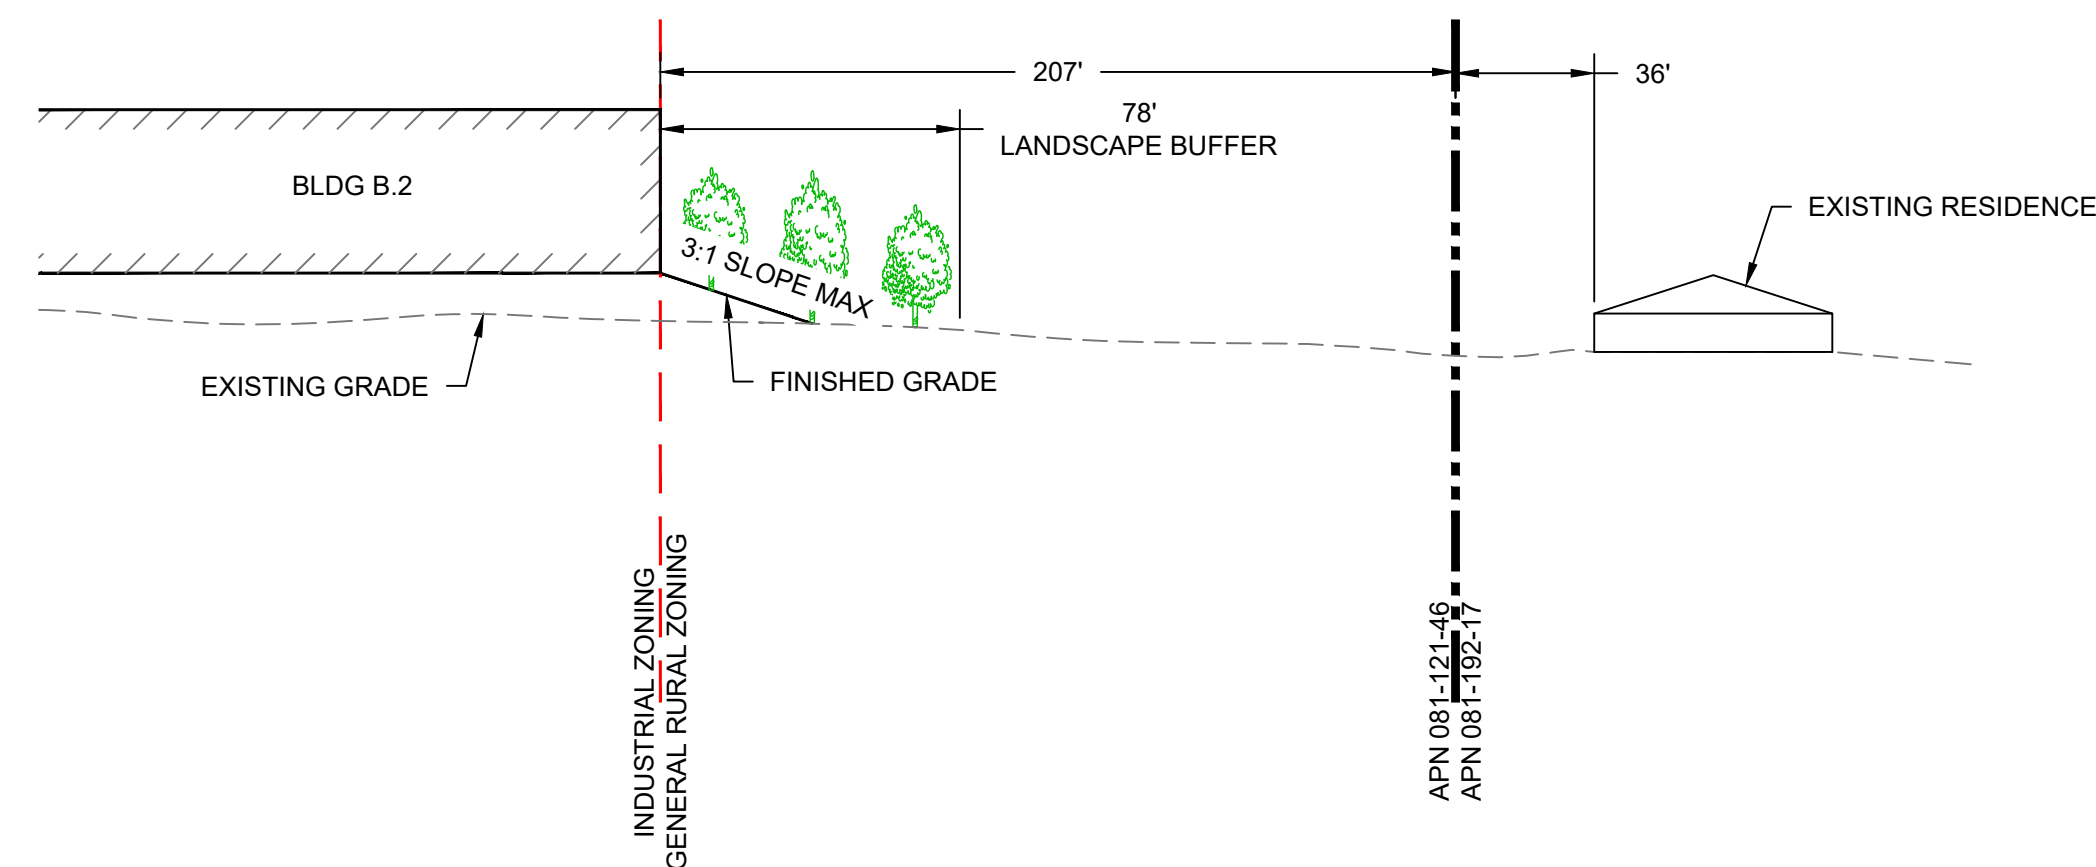 207'
36'
78'
LANDSCAPE BUFFER
BLDG B.2
EXISTING RESIDENCE
3:1 SLOPE MAX
EXISTING GRADE
FINISHED GRADE
INDUSTRIAL ZONING
GENERAL RURAL ZONING
APN 081-121-46
APN 081-192-17